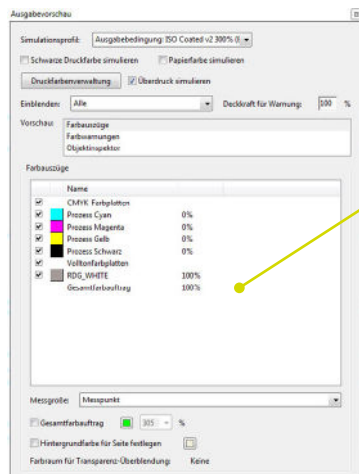 Ausgabevorschau
Simulationsprofil: Ausgabebedingung: ISO Coated v2 300% (E
Schwarze Druckfarbe simulieren Papierfarbe simulieren
Druckfarbenverwaltung Überdruck simulieren
Einblenden: Alle Deckkraft für Warnung: 100 %
Vorschau: Farbauszüge
Farbwarnungen
Objektinspektor
Farbauszüge
Name
CMYK Farbplatten
Prozess Cyan 0%
Prozess Magenta 0%
Prozess Gelb 0%
Prozess Schwarz 0%
Volltonfarbplatten
RDG_WHITE 100%
Gesamtfarbauftrag 100%
Messgröße: Messpunkt
Gesamtfarbauftrag 305 %
Hintergrundfarbe für Seite festlegen
Farbraum für Transparenz-Überblendung: Keine